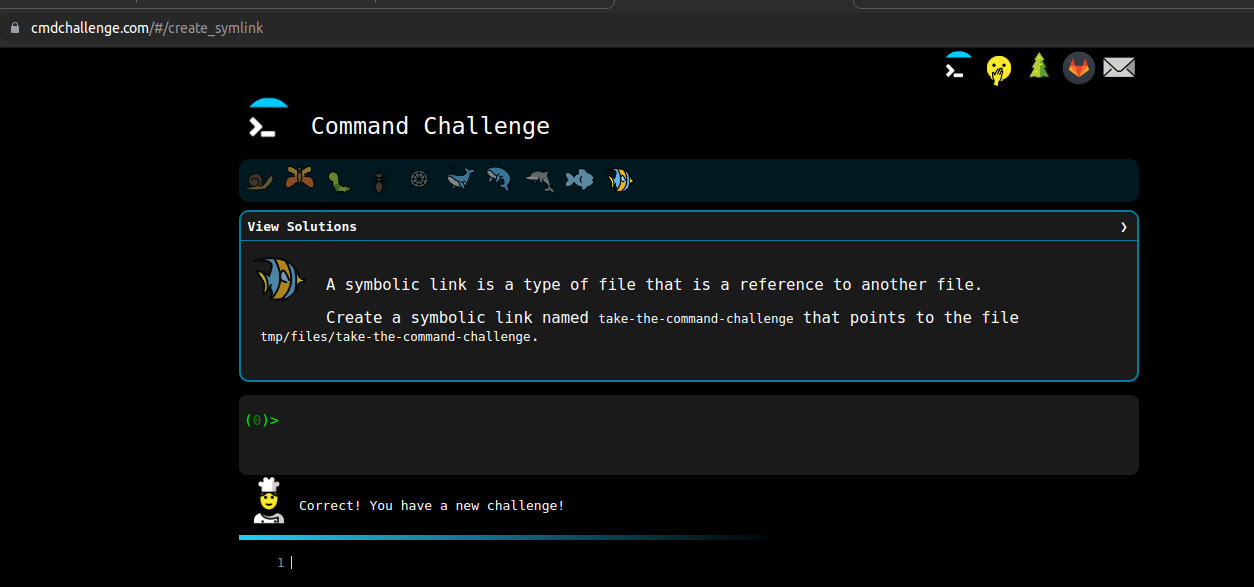 cmdchallenge.com/#/create_symlink
Command Challenge
View Solutions ❯
A symbolic link is a type of file that is a reference to another file.
Create a symbolic link named take-the-command-challenge that points to the file
tmp/files/take-the-command-challenge.
(0)>
Correct! You have a new challenge!
1